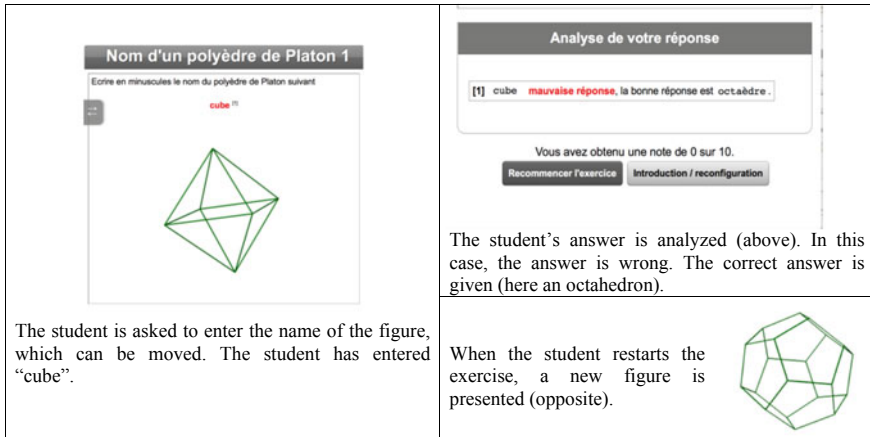 Nom d'un polyèdre de Platon 1
Ecrire en minuscules le nom du polyèdre de Platon suivant
cube
The student is asked to enter the name of the figure,
which can be moved. The student has entered
“cube”.
Analyse de votre réponse
[1] cube mauvaise réponse, la bonne réponse est octaèdre.
Vous avez obtenu une note de 0 sur 10.
Recommencer l'exercice Introduction / reconfiguration
The student’s answer is analyzed (above). In this
case, the answer is wrong. The correct answer is
given (here an octahedron).
When the student restarts the
exercise, a new figure is
presented (opposite).